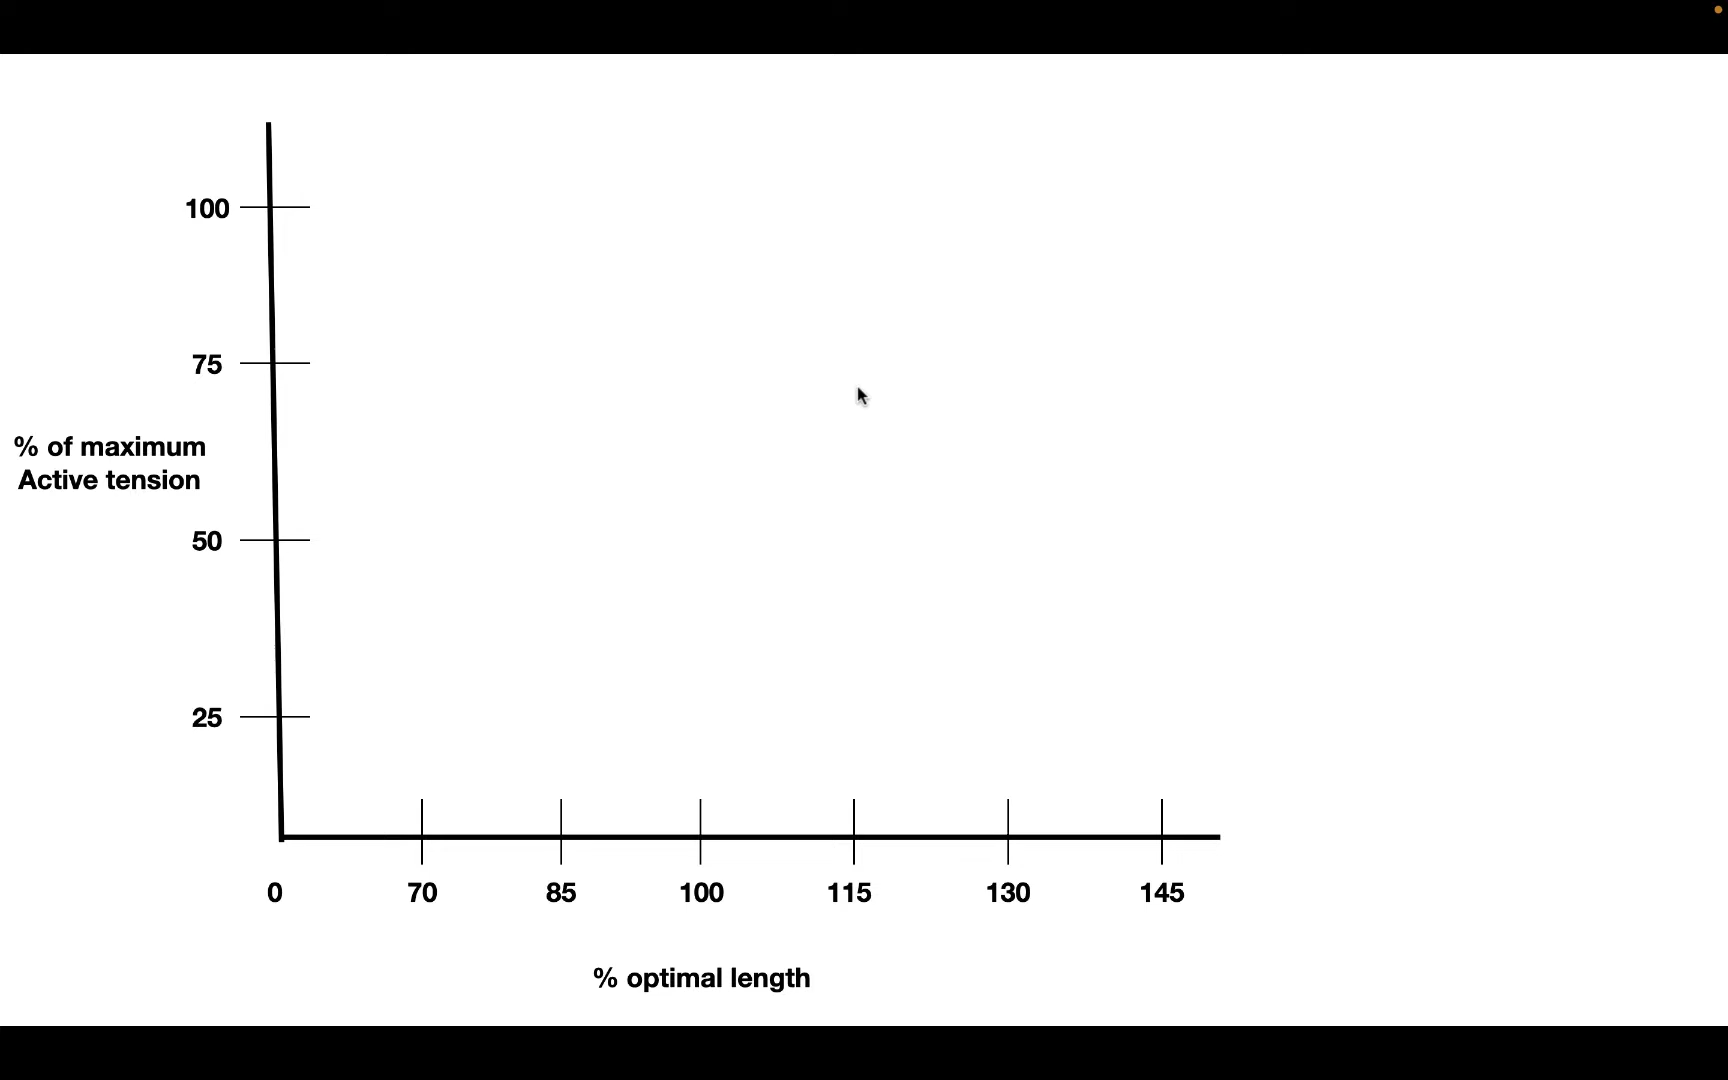 100
75
% of maximum
Active tension
50
25
0 70 85 100 115 130 145
% optimal length